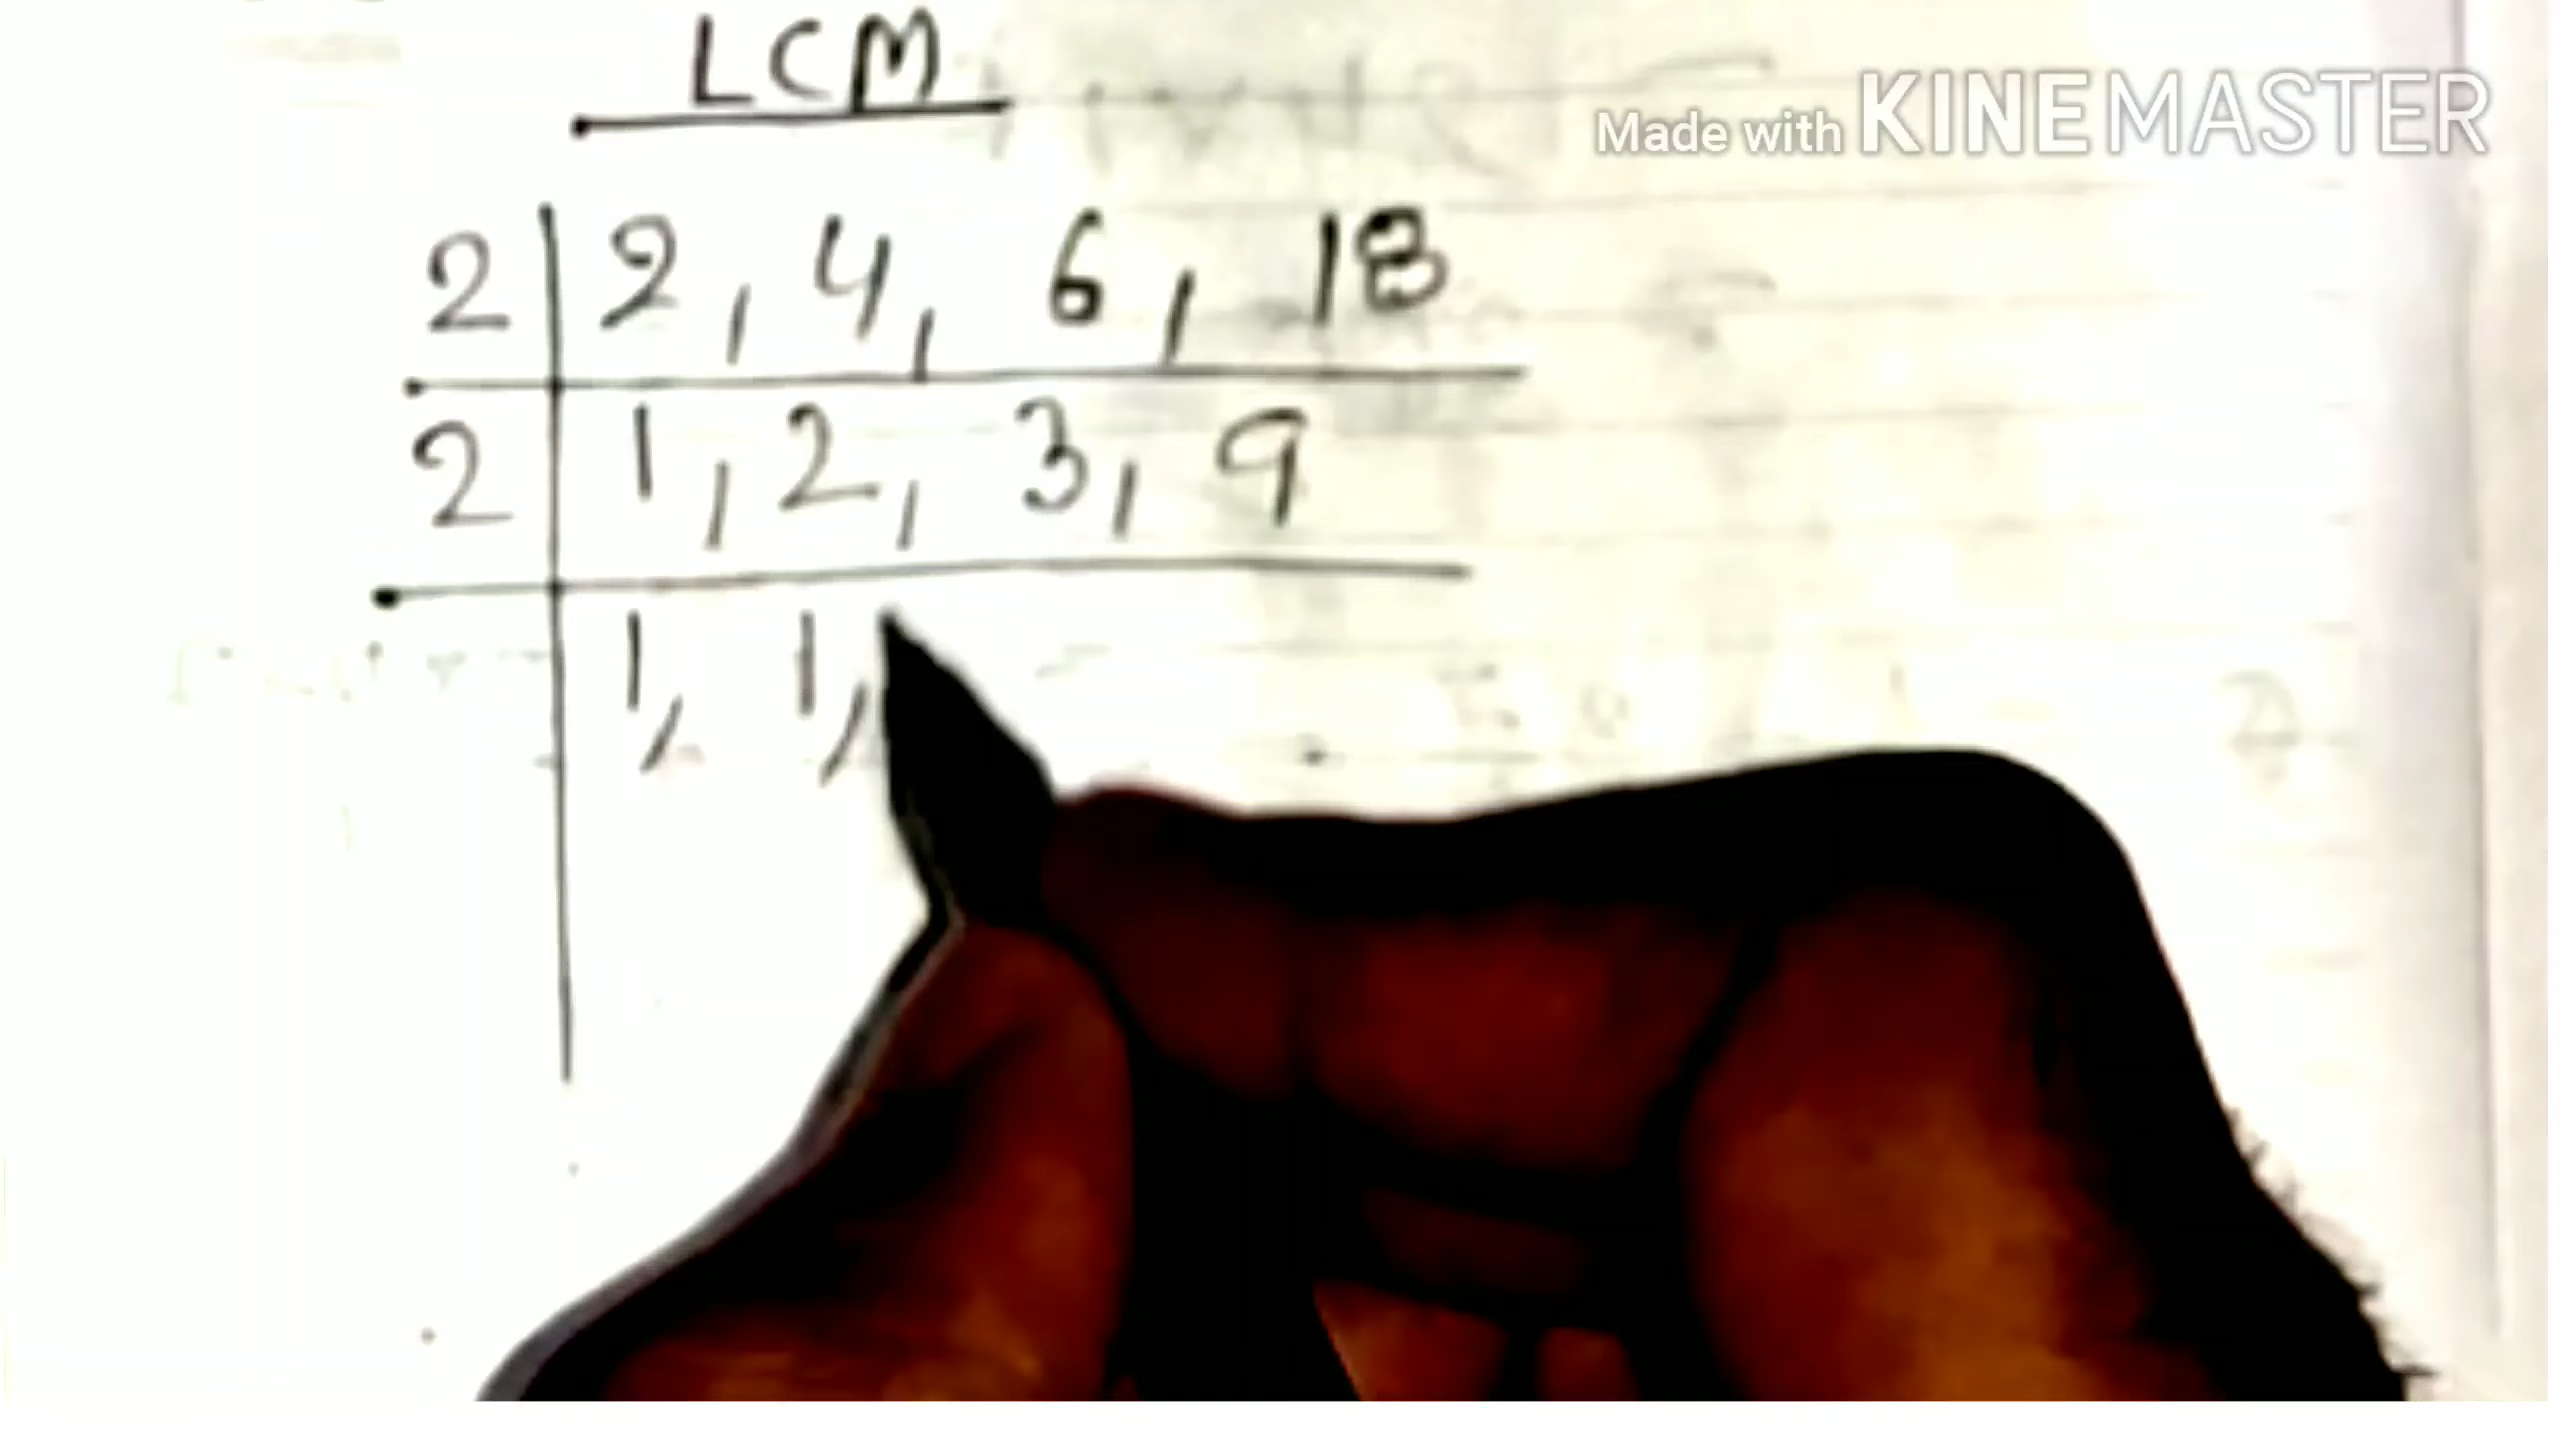 LCM
Made with KINEMASTER
2 | 2, 4, 6, 18
2 | 1, 2, 3, 9
1, 1,